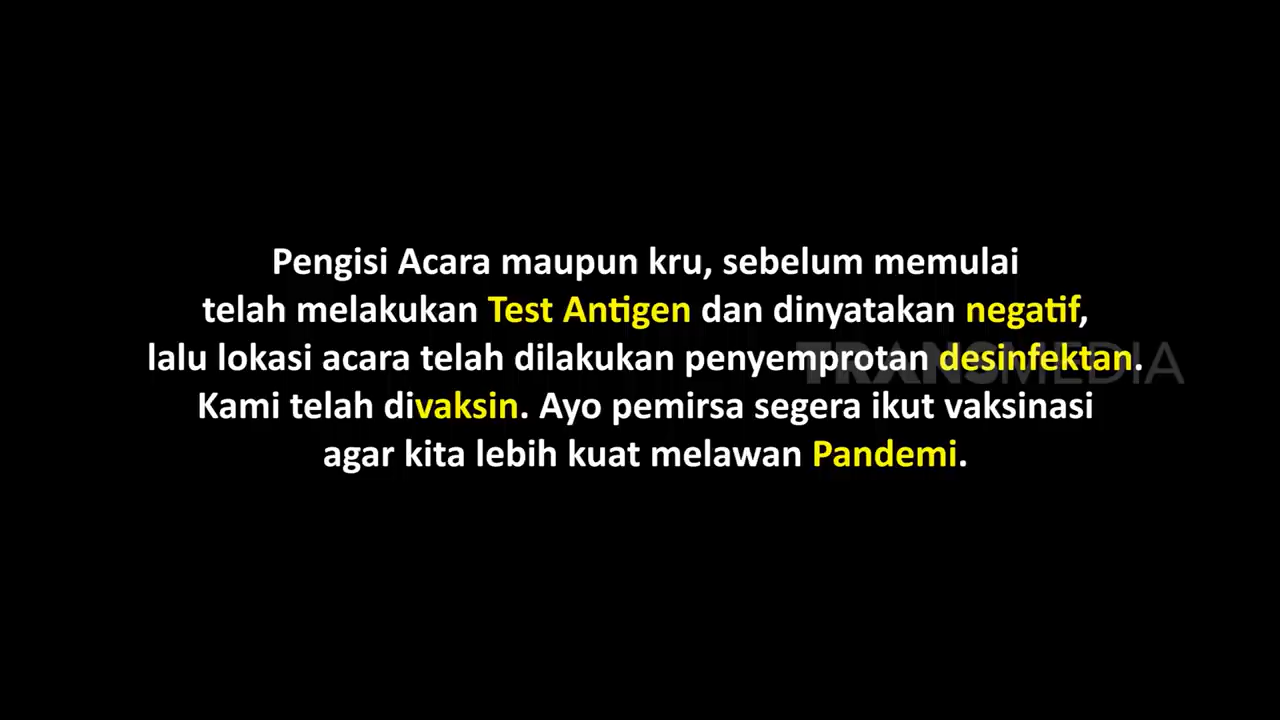 Pengisi Acara maupun kru, sebelum memulai
telah melakukan Test Antigen dan dinyatakan negatif,
lalu lokasi acara telah dilakukan penyemprotan desinfektan.
TRANSMEDIA
Kami telah divaksin. Ayo pemirsa segera ikut vaksinasi
agar kita lebih kuat melawan Pandemi.